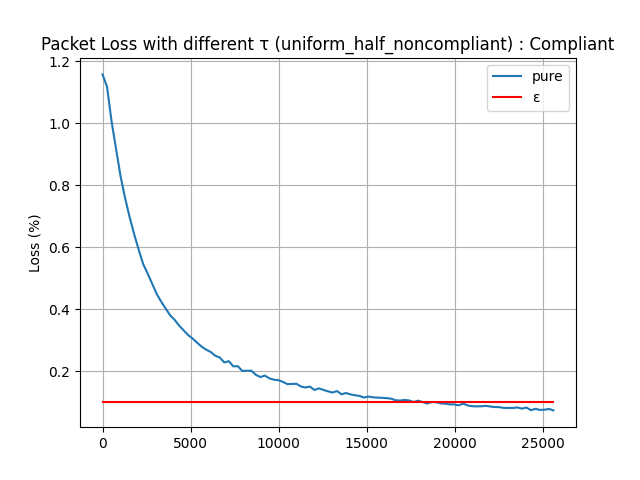 Packet Loss with different τ (uniform_half_noncompliant) : Compliant
pure
ε
Loss (%)
1.2
1.0
0.8
0.6
0.4
0.2
0 5000 10000 15000 20000 25000